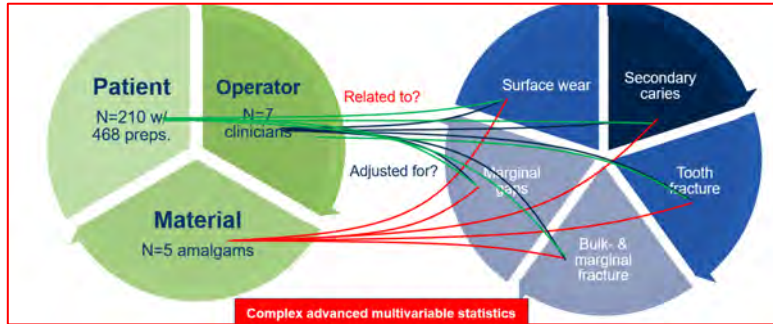 Patient
N=210 w/
468 preps.
Operator
N=7
clinicians
Material
N=5 amalgams
Related to?
Adjusted for?
Surface wear
Secondary
caries
Marginal
gaps
Tooth
fracture
Bulk- &
marginal
fracture
Complex advanced multivariable statistics